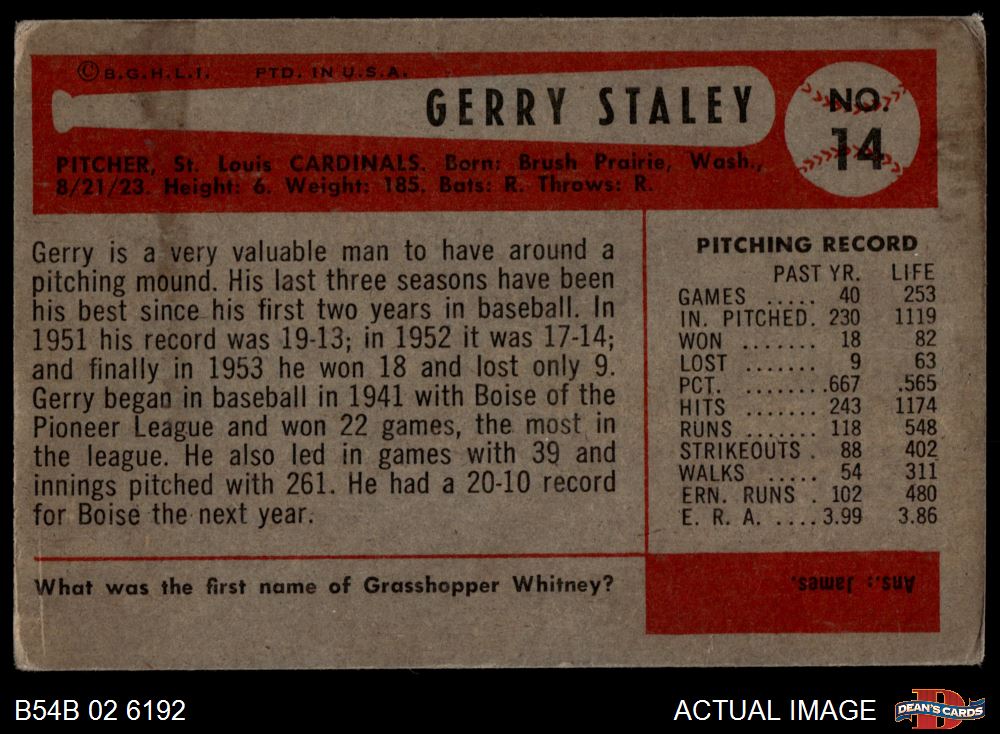 ©B.G.H.L.I. PTD. IN U.S.A.
GERRY STALEY
NO.
14
PITCHER, St. Louis CARDINALS. Born: Brush Prairie, Wash.,
8/21/23. Height: 6. Weight: 185. Bats: R. Throws: R.
Gerry is a very valuable man to have around a
pitching mound. His last three seasons have been
his best since his first two years in baseball. In
1951 his record was 19-13; in 1952 it was 17-14;
and finally in 1953 he won 18 and lost only 9.
Gerry began in baseball in 1941 with Boise of the
Pioneer League and won 22 games, the most in
the league. He also led in games with 39 and
innings pitched with 261. He had a 20-10 record
for Boise the next year.
PITCHING RECORD
PAST YR. LIFE
GAMES ..... 40 253
IN. PITCHED. 230 1119
WON ....... 18 82
LOST ....... 9 63
PCT. .......667 .565
HITS ....... 243 1174
RUNS ....... 118 548
STRIKEOUTS . 88 402
WALKS ..... 54 311
ERN. RUNS . 102 480
E. R. A. ....3.99 3.86
What was the first name of Grasshopper Whitney?
Ans.: James.
B54B 02 6192
ACTUAL IMAGE
DEAN'S CARDS